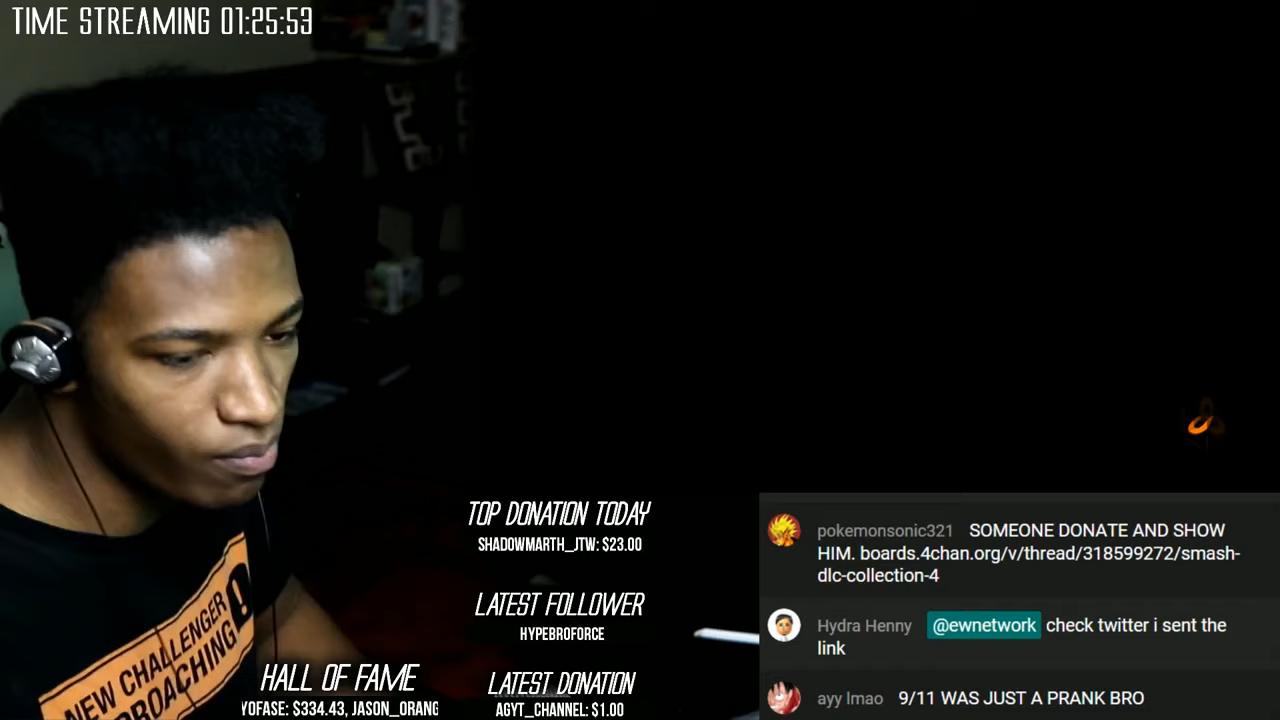 TIME STREAMING 01:25:53
TOP DONATION TODAY
SHADOWMARTH_JTW: $23.00
LATEST FOLLOWER
HYPEBROFORCE
LATEST DONATION
AGYT_CHANNEL: $1.00
HALL OF FAME
YOFASE: $334.43, JASON_ORANG
NEW CHALLENGER
PROACHING
pokemonsonic321 SOMEONE DONATE AND SHOW
HIM. boards.4chan.org/v/thread/318599272/smash-
dlc-collection-4
Hydra Henny @ewnetwork check twitter i sent the
link
ayy lmao 9/11 WAS JUST A PRANK BRO